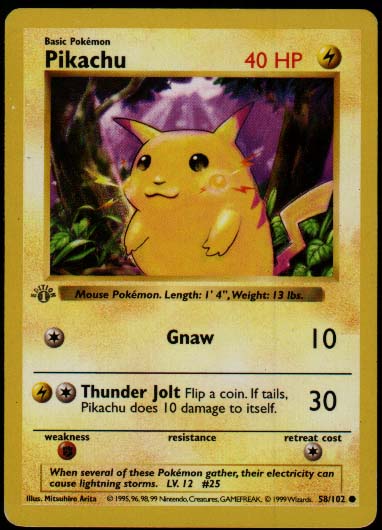 Basic Pokémon
Pikachu 40 HP
EDITION 1
Mouse Pokémon. Length: 1' 4", Weight: 13 lbs.
Gnaw 10
Thunder Jolt Flip a coin. If tails,
Pikachu does 10 damage to itself. 30
weakness resistance retreat cost
When several of these Pokémon gather, their electricity can
cause lightning storms. LV. 12 #25
Illus. Mitsuhiro Arita © 1995, 96, 98, 99 Nintendo, Creatures, GAMEFREAK. © 1999 Wizards. 58/102